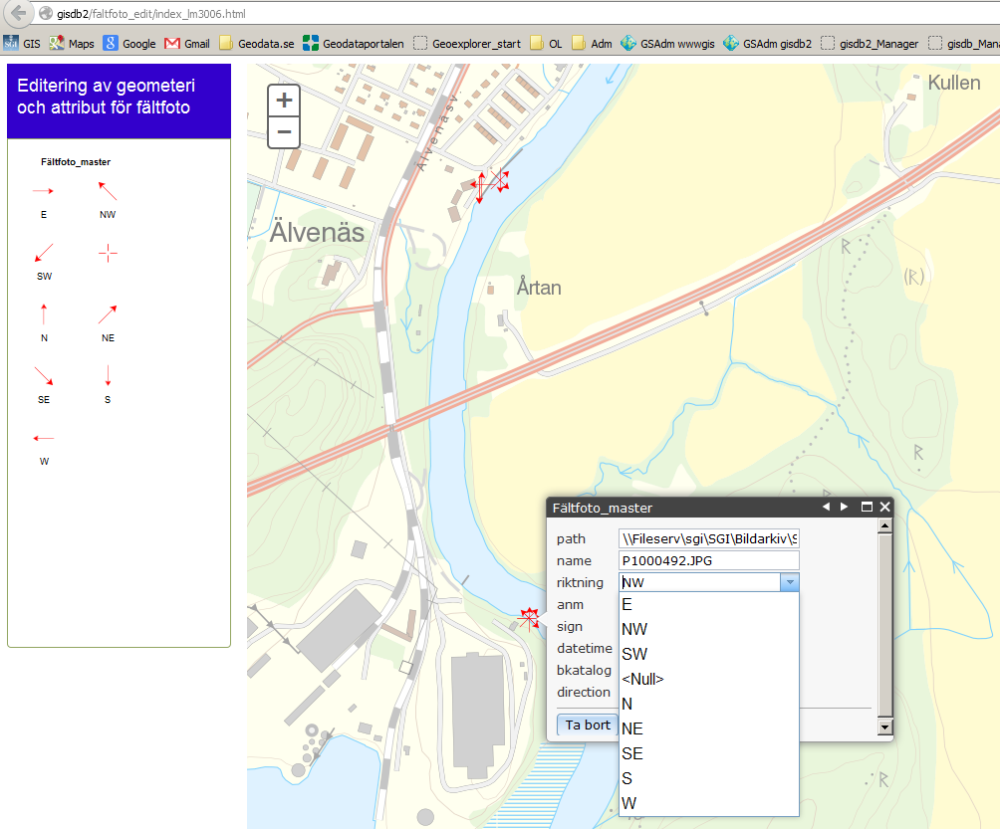 gisdb2/faltfoto_edit/index_lm3006.html
GIS Maps Google Gmail Geodata.se Geodataportalen Geoexplorer_start OL Adm GSAdm wwwgis GSAdm gisdb2 gisdb2_Manager gisdb_Mana
Editering av geometeri
och attribut för fältfoto
Fältfoto_master
E NW
SW
N NE
SE S
W
+
−
Älvenäsv.
Kullen
Älvenäs
Årtan
R
(R)
R
R
R
Fältfoto_master
path \\Fileserv\sgi\SGI\Bildarkiv\S
name P1000492.JPG
riktning NW
anm
sign
datetime
bkatalog
direction
E
NW
SW
<Null>
N
NE
SE
S
W
Ta bort